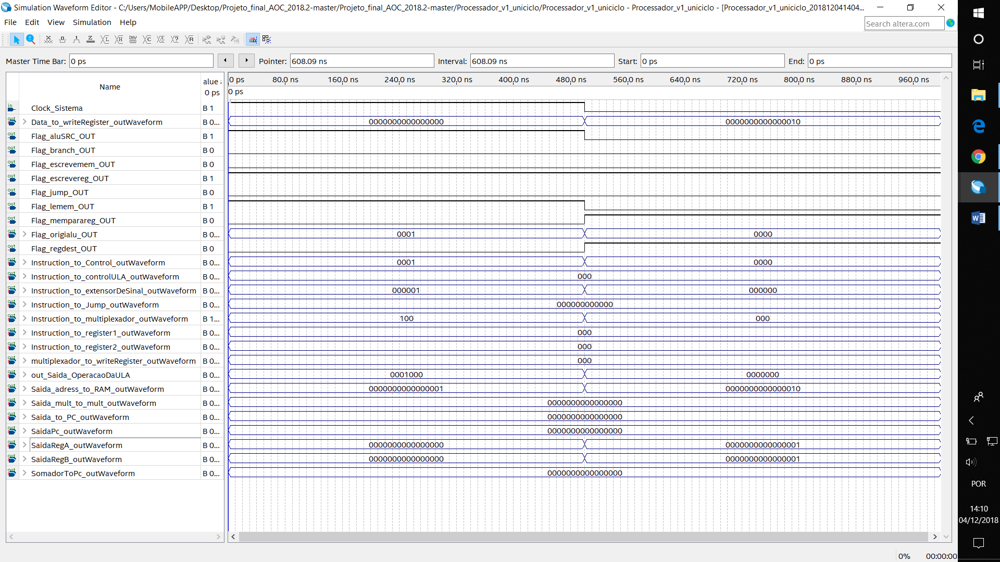 Simulation Waveform Editor - C:/Users/MobileAPP/Desktop/Projeto_final_AOC_2018.2-master/Projeto_final_AOC_2018.2-master/Processador_v1_uniciclo/Processador_v1_uniciclo - Processador_v1_uniciclo - [Processador_v1_uniciclo_201812041404...
File Edit View Simulation Help
Search altera.com
Master Time Bar: 0 ps Pointer: 608.09 ns Interval: 608.09 ns Start: 0 ps End: 0 ps
Name alue 0 ps
0 ps 80.0 ns 160.0 ns 240.0 ns 320.0 ns 400.0 ns 480.0 ns 560.0 ns 640.0 ns 720.0 ns 800.0 ns 880.0 ns 960.0 ns
0 ps
Clock_Sistema B 1
Data_to_writeRegister_outWaveform B 0... 0000000000000000 0000000000000010
Flag_aluSRC_OUT B 1
Flag_branch_OUT B 0
Flag_escrevemem_OUT B 0
Flag_escrevereg_OUT B 1
Flag_jump_OUT B 0
Flag_lemem_OUT B 1
Flag_memparareg_OUT B 0
Flag_origialu_OUT B 0... 0001 0000
Flag_regdest_OUT B 0
Instruction_to_Control_outWaveform B 0... 0001 0000
Instruction_to_controlULA_outWaveform B 0... 000
Instruction_to_extensorDeSinal_outWaveform B 0... 000001 000000
Instruction_to_Jump_outWaveform B 0... 000000000000
Instruction_to_multiplexador_outWaveform B 1... 100 000
Instruction_to_register1_outWaveform B 0... 000
Instruction_to_register2_outWaveform B 0... 000
multiplexador_to_writeRegister_outWaveform B 0... 000
out_Saida_OperacaoDaULA B 0... 0001000 0000000
Saida_adress_to_RAM_outWaveform B 0... 0000000000000001 0000000000000010
Saida_mult_to_mult_outWaveform B 0... 0000000000000000
Saida_to_PC_outWaveform B 0... 0000000000000000
SaidaPc_outWaveform B 0... 0000000000000000
SaidaRegA_outWaveform B 0... 0000000000000000 0000000000000001
SaidaRegB_outWaveform B 0... 0000000000000000 0000000000000001
SomadorToPc_outWaveform B 0... 0000000000000000
0% 00:00:00
POR
14:10
04/12/2018